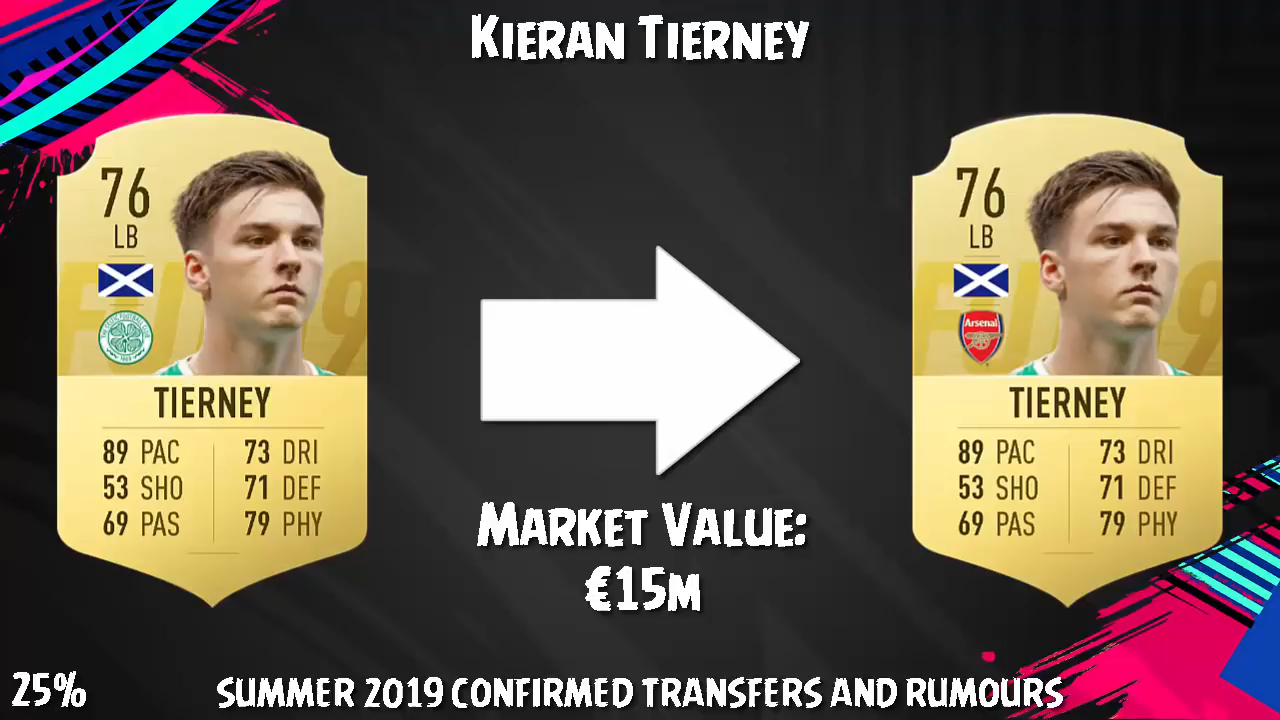 KIERAN TIERNEY
76
LB
TIERNEY
89 PAC 73 DRI
53 SHO 71 DEF
69 PAS 79 PHY
76
LB
Arsenal
TIERNEY
89 PAC 73 DRI
53 SHO 71 DEF
69 PAS 79 PHY
MARKET VALUE:
€15M
25%
SUMMER 2019 CONFIRMED TRANSFERS AND RUMOURS